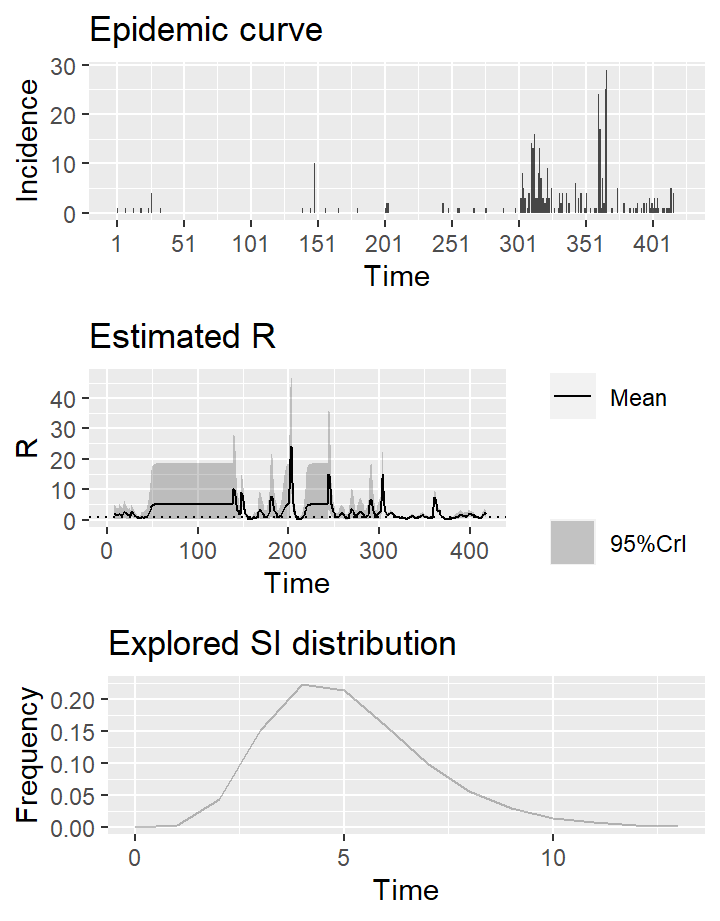 Epidemic curve
30
20
10
0
Incidence
1 51 101 151 201 251 301 351 401
Time
Estimated R
40
30
20
10
0
R
0 100 200 300 400
Time
Mean
95%CrI
Explored SI distribution
0.20
0.15
0.10
0.05
0.00
Frequency
0 5 10
Time